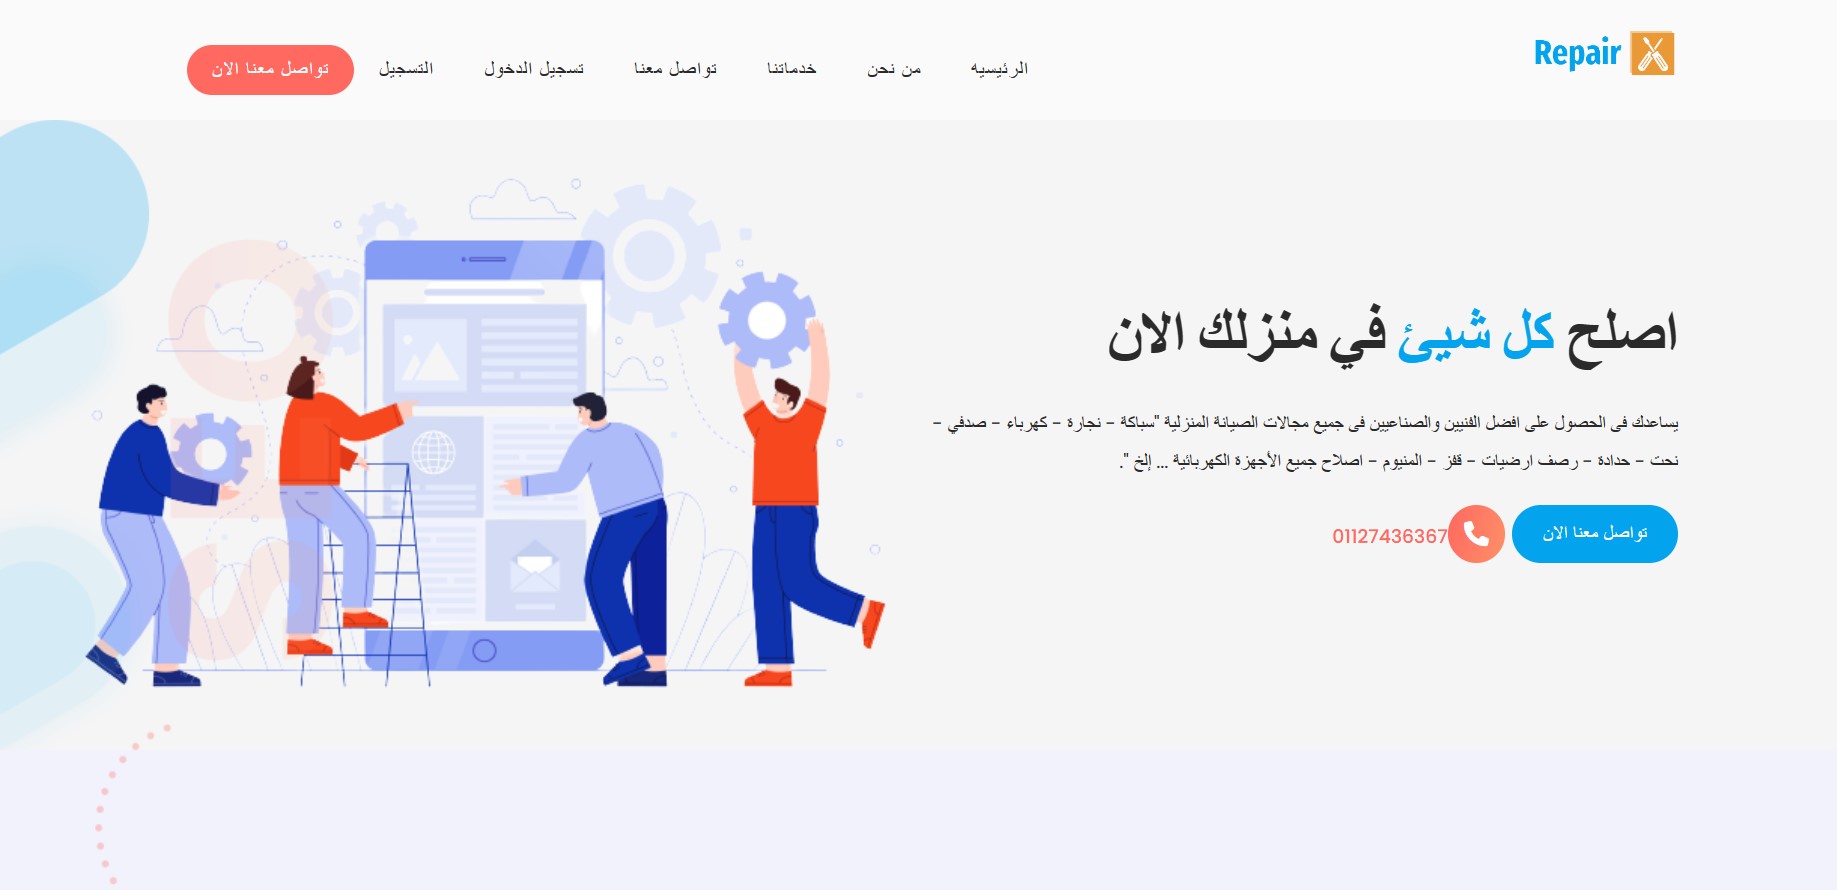 Repair
الرئيسيه
من نحن
خدماتنا
تواصل معنا
تسجيل الدخول
التسجيل
تواصل معنا الان
اصلح كل شيئ في منزلك الان
يساعدك فى الحصول على افضل الفنيين والصناعيين فى جميع مجالات الصيانة المنزلية "سباكة - نجارة - كهرباء - صدفي -
نحت - حدادة - رصف ارضيات - قفز - المنيوم - اصلاح جميع الأجهزة الكهربائية ... إلخ ".
تواصل معنا الان
01127436367